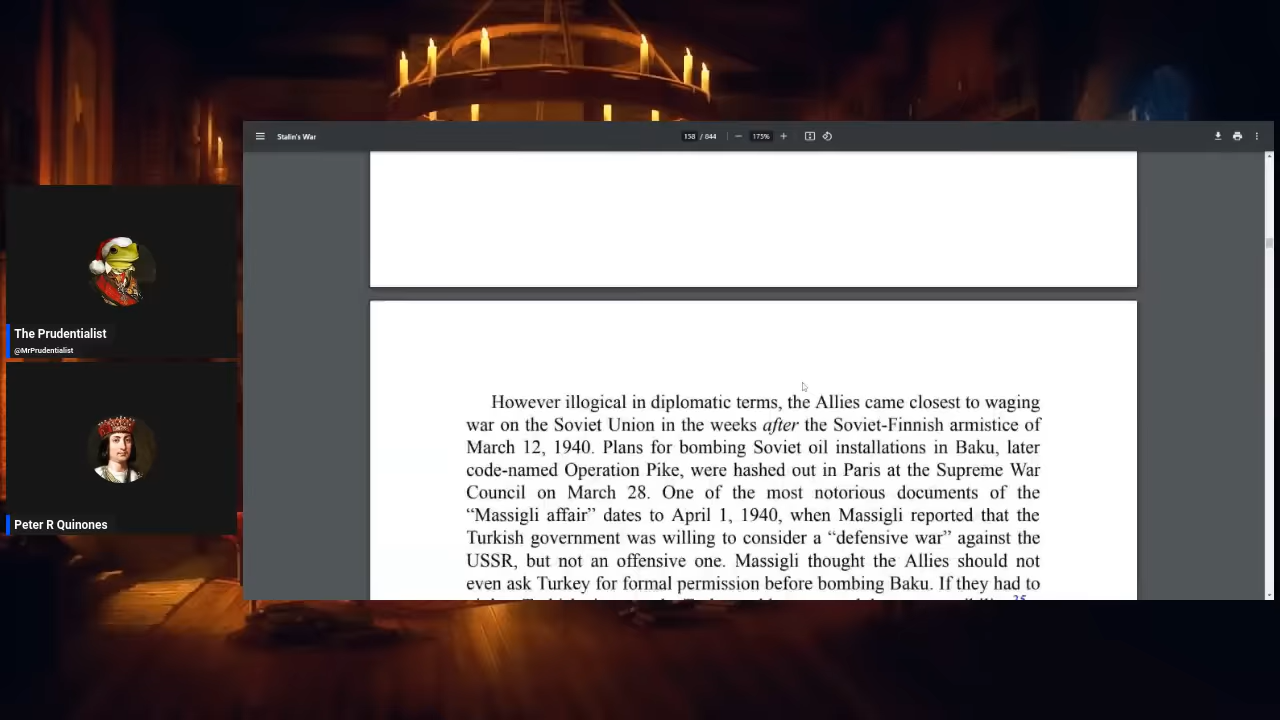 Stalin's War
158 / 844
175%
The Prudentialist
@MrPrudentialist
Peter R Quinones
However illogical in diplomatic terms, the Allies came closest to waging
war on the Soviet Union in the weeks after the Soviet-Finnish armistice of
March 12, 1940. Plans for bombing Soviet oil installations in Baku, later
code-named Operation Pike, were hashed out in Paris at the Supreme War
Council on March 28. One of the most notorious documents of the
“Massigli affair” dates to April 1, 1940, when Massigli reported that the
Turkish government was willing to consider a “defensive war” against the
USSR, but not an offensive one. Massigli thought the Allies should not
even ask Turkey for formal permission before bombing Baku. If they had to
25